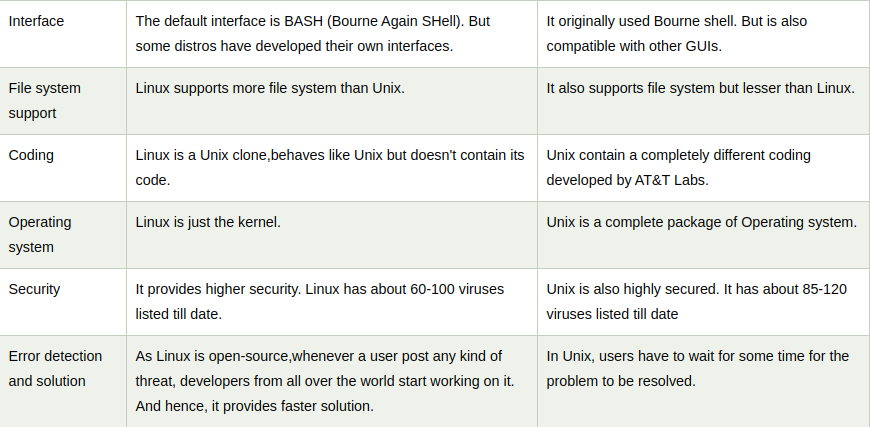 Interface
The default interface is BASH (Bourne Again SHell). But
some distros have developed their own interfaces.
It originally used Bourne shell. But is also
compatible with other GUIs.
File system
support
Linux supports more file system than Unix.
It also supports file system but lesser than Linux.
Coding
Linux is a Unix clone,behaves like Unix but doesn't contain its
code.
Unix contain a completely different coding
developed by AT&T Labs.
Operating
system
Linux is just the kernel.
Unix is a complete package of Operating system.
Security
It provides higher security. Linux has about 60-100 viruses
listed till date.
Unix is also highly secured. It has about 85-120
viruses listed till date
Error detection
and solution
As Linux is open-source,whenever a user post any kind of
threat, developers from all over the world start working on it.
And hence, it provides faster solution.
In Unix, users have to wait for some time for the
problem to be resolved.